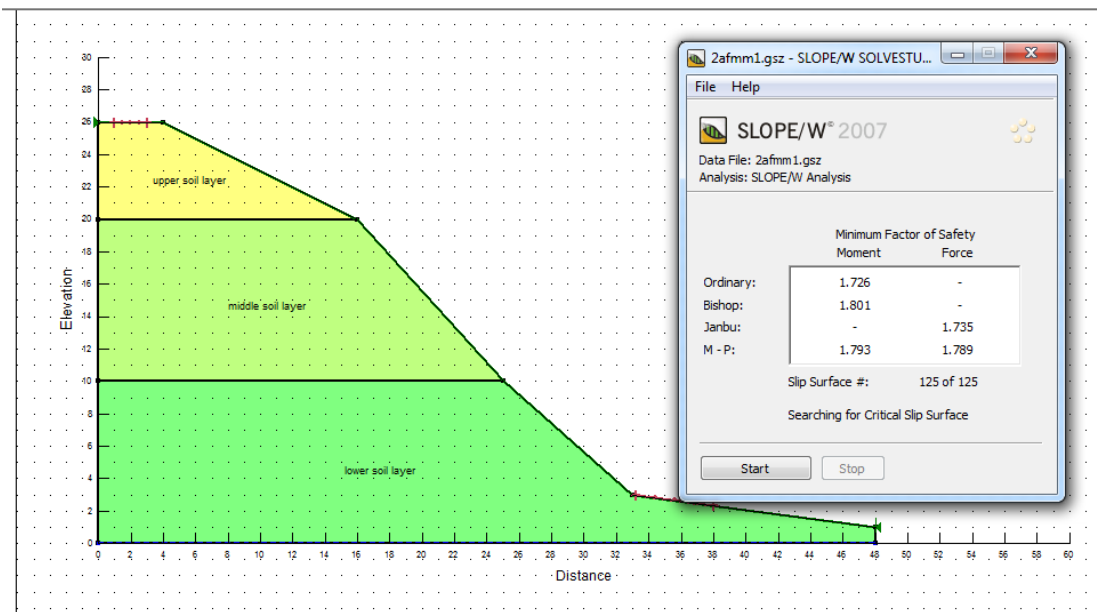 30
28
26
24
22
20
18
16
14
12
10
8
6
4
2
0
Elevation
upper soil layer
middle soil layer
lower soil layer
0 2 4 6 8 10 12 14 16 18 20 22 24 26 28 30 32 34 36 38 40 42 44 46 48 50 52 54 56 58 60
Distance
2afmm1.gsz - SLOPE/W SOLVESTU...
File Help
SLOPE/W© 2007
Data File: 2afmm1.gsz
Analysis: SLOPE/W Analysis
Minimum Factor of Safety
Moment Force
Ordinary: 1.726 -
Bishop: 1.801 -
Janbu: - 1.735
M - P: 1.793 1.789
Slip Surface #: 125 of 125
Searching for Critical Slip Surface
Start Stop